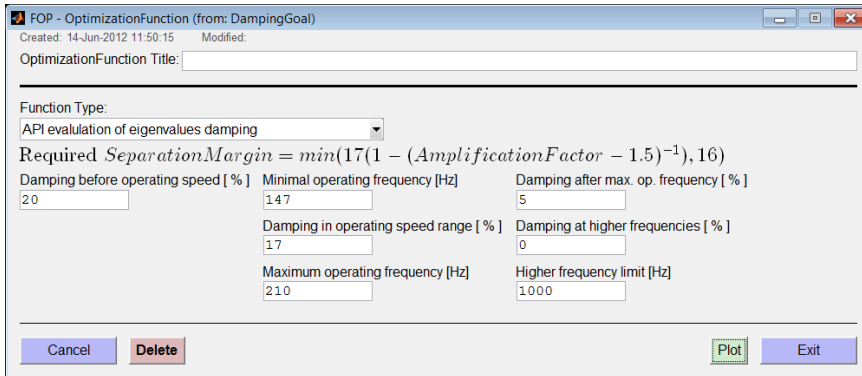 FOP - OptimizationFunction (from: DampingGoal)
Created: 14-Jun-2012 11:50:15 Modified:
OptimizationFunction Title:
Function Type:
API evalulation of eigenvalues damping
Required SeparationMargin = min(17(1 − (AmplificationFactor − 1.5)⁻¹), 16)
Damping before operating speed [ % ] Minimal operating frequency [Hz] Damping after max. op. frequency [ % ]
20 147 5
Damping in operating speed range [ % ] Damping at higher frequencies [ % ]
17 0
Maximum operating frequency [Hz] Higher frequency limit [Hz]
210 1000
Cancel Delete Plot Exit